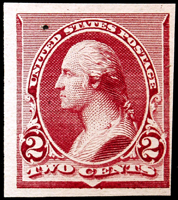 UNITED STATES POSTAGE
2 2
TWO CENTS